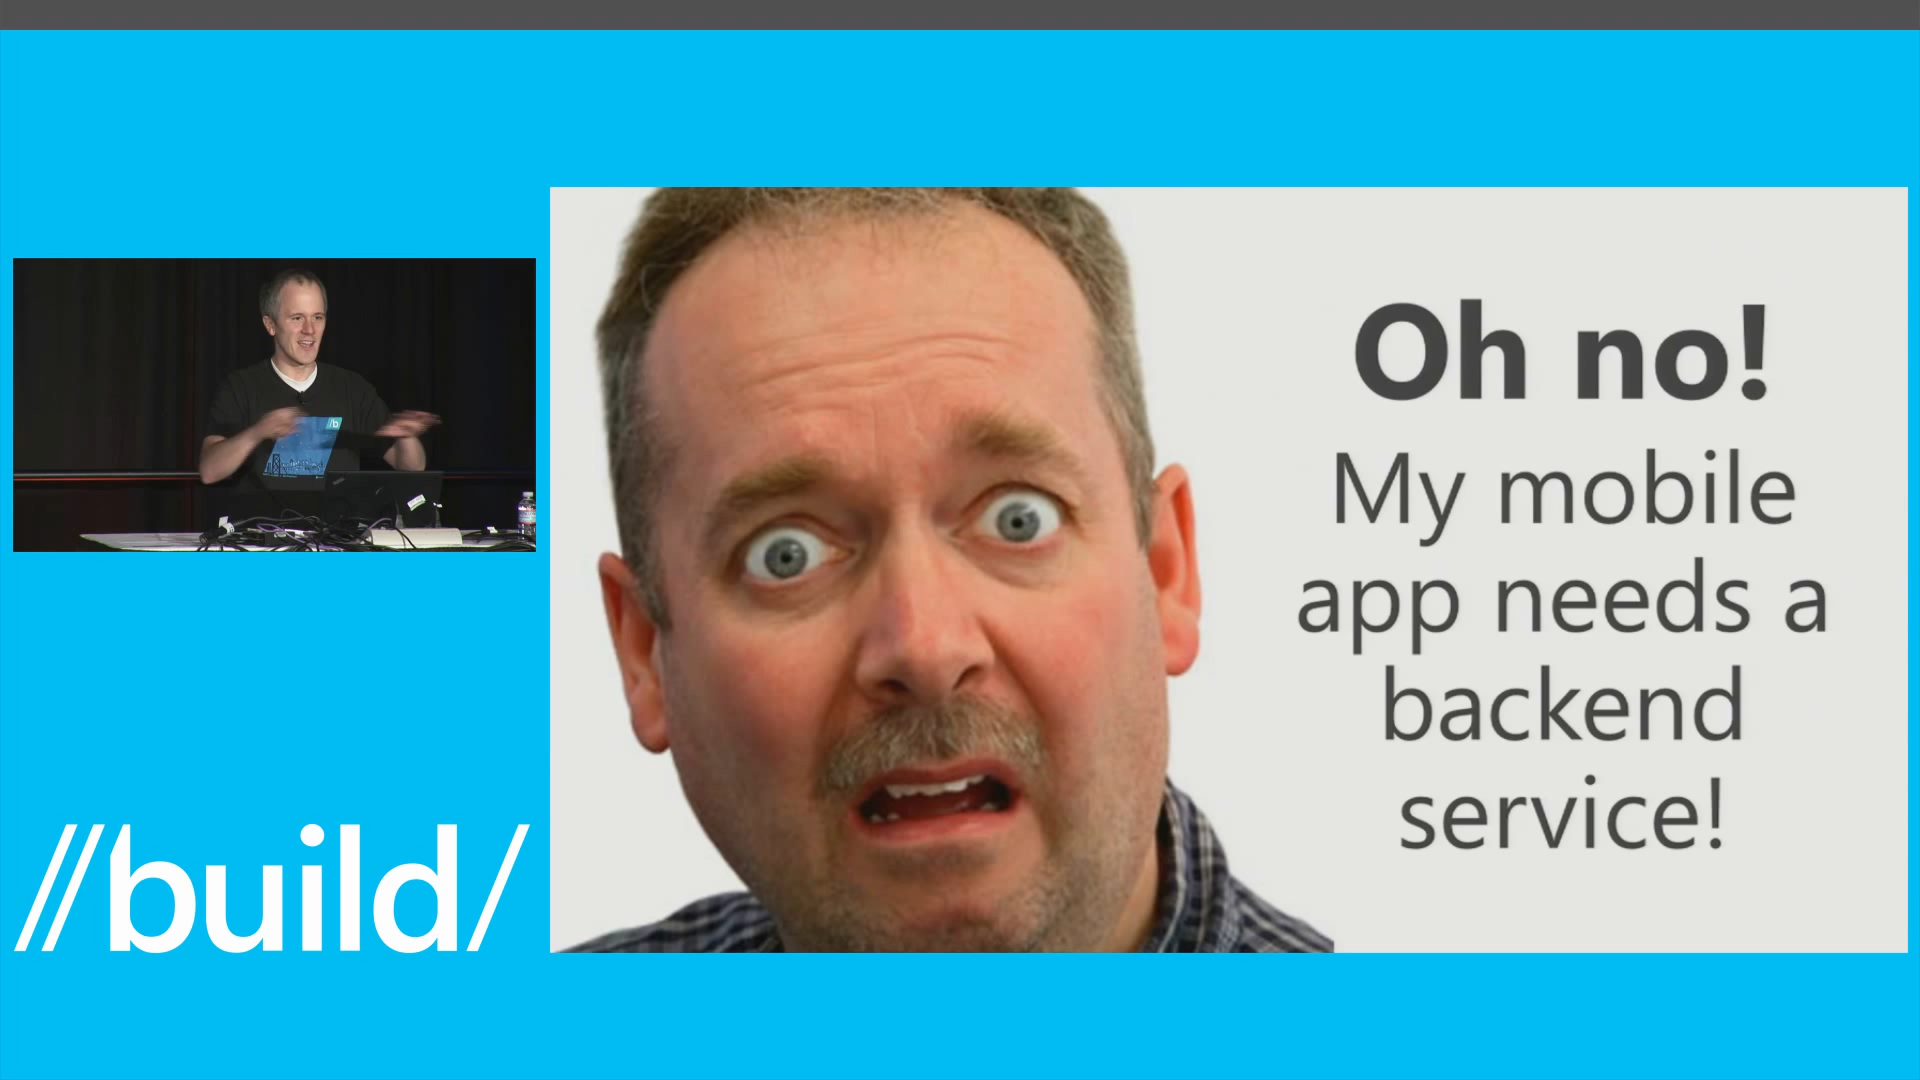 /b
Oh no!
My mobile
app needs a
backend
service!
//build/